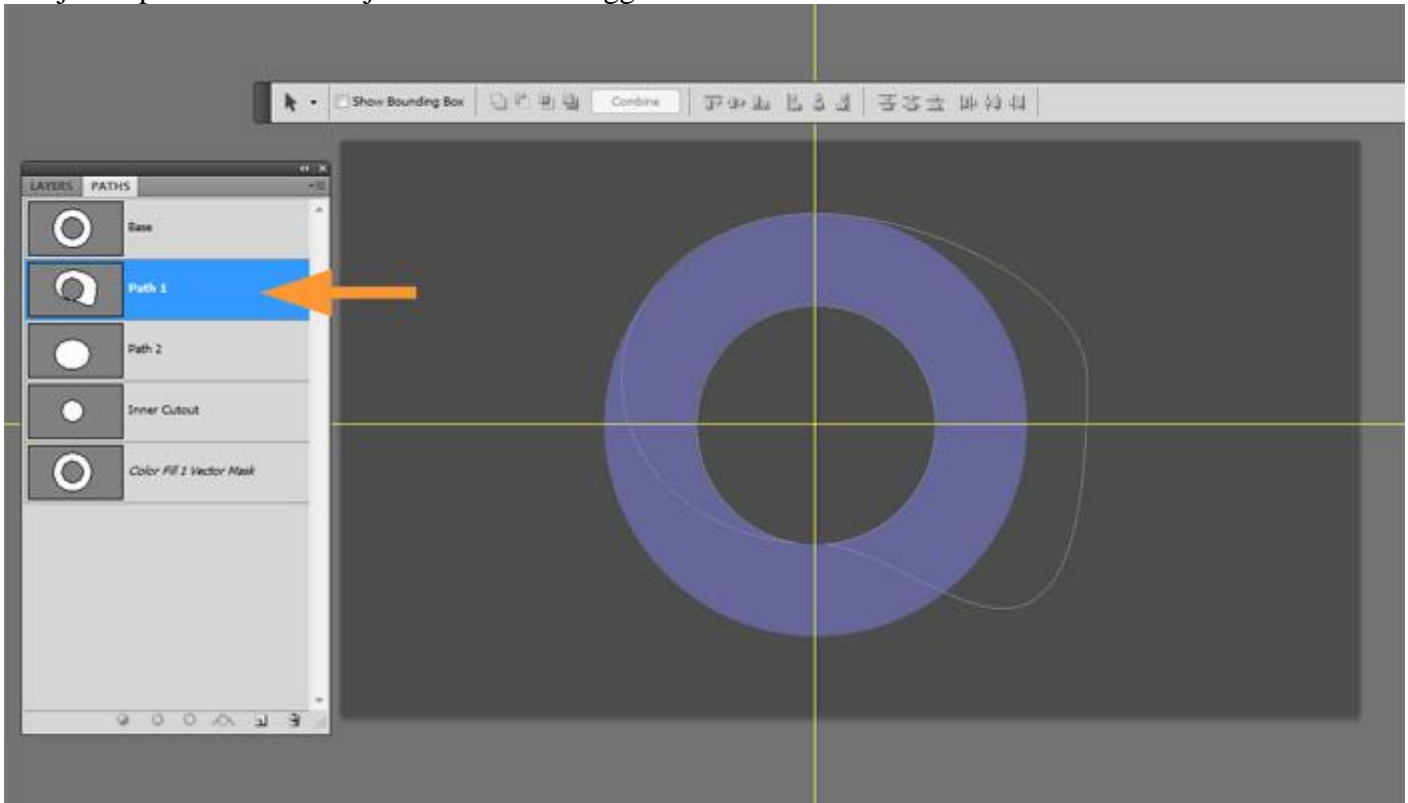 Show Bounding Box
Combine
LAYERS PATHS
Base
Path 1
Path 2
Inner Cutout
Color Fill 1 Vector Mask